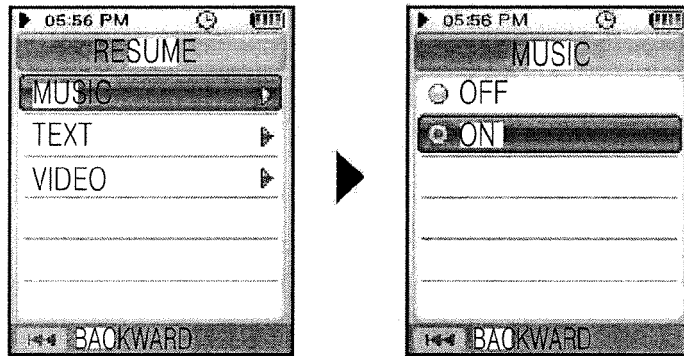 05:56 PM
RESUME
MUSIC
TEXT
VIDEO
BACKWARD
05:56 PM
MUSIC
OFF
ON
BACKWARD